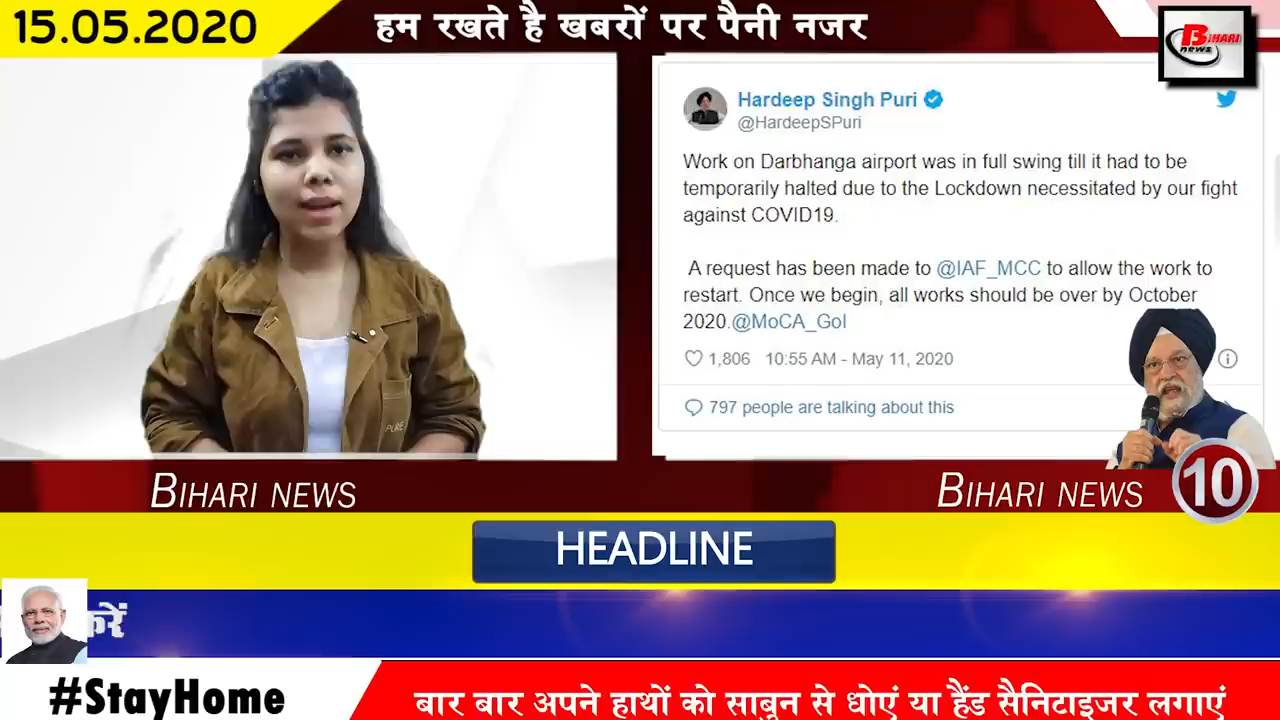 15.05.2020
हम रखते है खबरों पर पैनी नजर
BIHARI
news
Hardeep Singh Puri
@HardeepSPuri
Work on Darbhanga airport was in full swing till it had to be
temporarily halted due to the Lockdown necessitated by our fight
against COVID19.
A request has been made to @IAF_MCC to allow the work to
restart. Once we begin, all works should be over by October
2020.@MoCA_GoI
1,806 10:55 AM - May 11, 2020
797 people are talking about this
PURE
BIHARI NEWS
BIHARI NEWS
10
HEADLINE
करें
#StayHome
बार बार अपने हाथों को साबुन से धोएं या हैंड सैनिटाइजर लगाएं